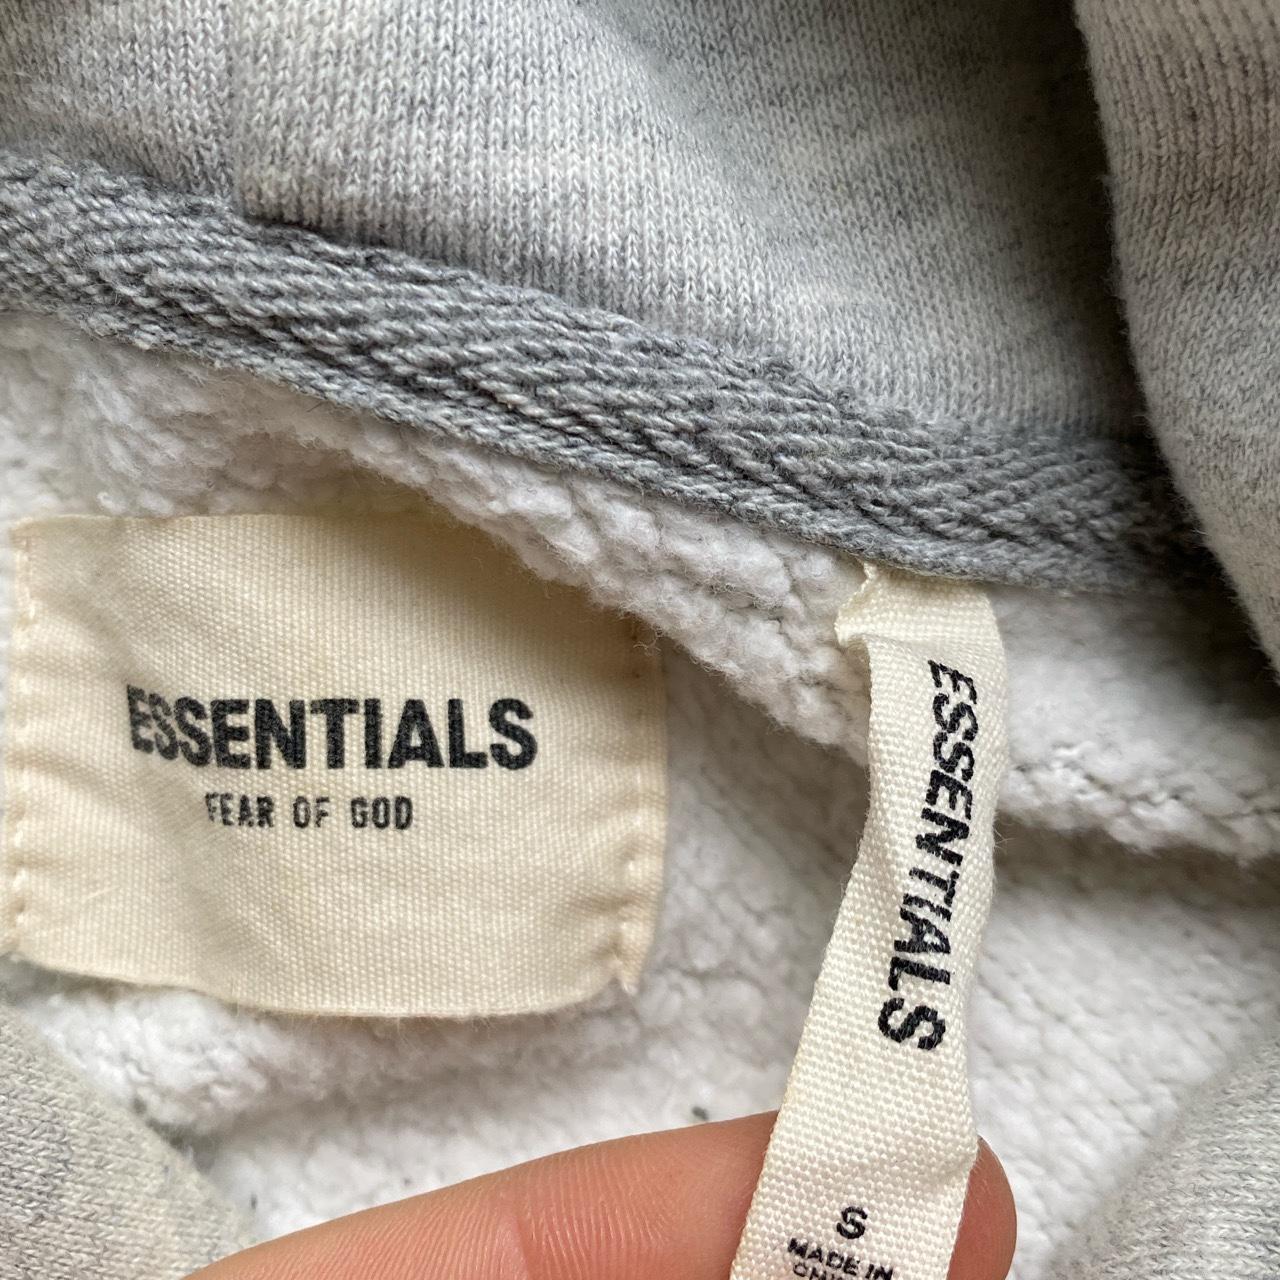 ESSENTIALS
FEAR OF GOD
ESSENTIALS
S
MADE IN